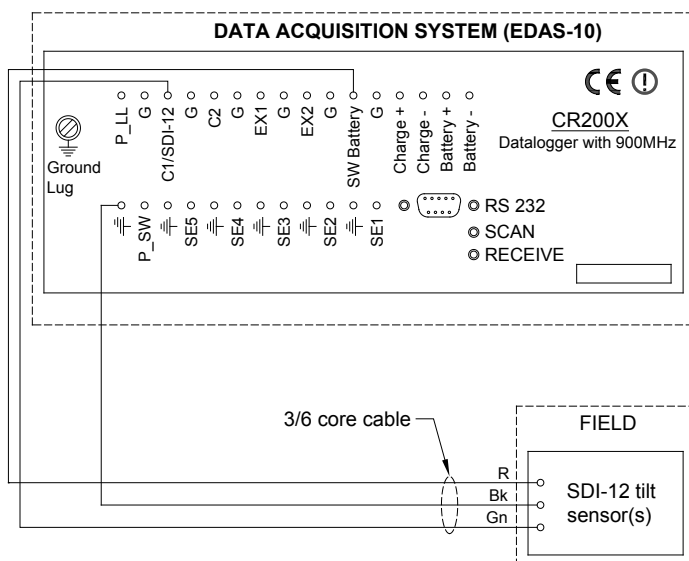 DATA ACQUISITION SYSTEM (EDAS-10)
P_LL
G
C1/SDI-12
G
C2
G
EX1
G
EX2
G
SW Battery
G
Charge +
Charge -
Battery +
Battery -
CE
CR200X
Datalogger with 900MHz
Ground
Lug
P_SW
SE5
SE4
SE3
SE2
SE1
RS 232
SCAN
RECEIVE
3/6 core cable
FIELD
R
Bk
Gn
SDI-12 tilt
sensor(s)